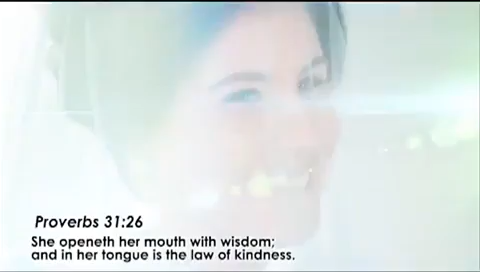 Proverbs 31:26
She openeth her mouth with wisdom;
and in her tongue is the law of kindness.